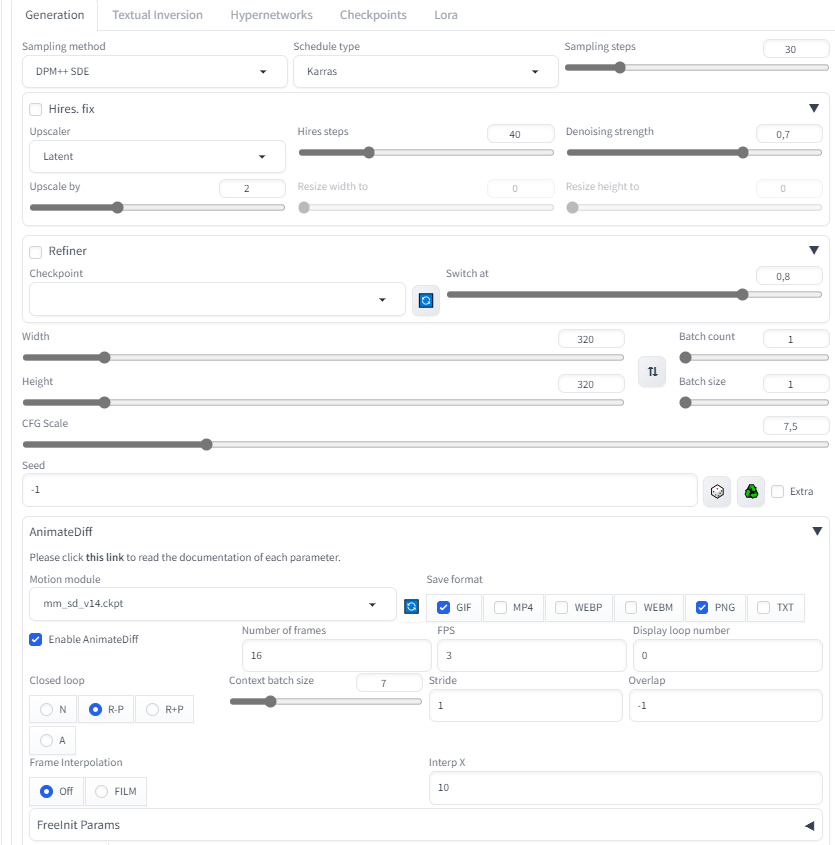 Generation Textual Inversion Hypernetworks Checkpoints Lora
Sampling method Schedule type Sampling steps 30
DPM++ SDE Karras
Hires. fix
Upscaler Hires steps 40 Denoising strength 0,7
Latent
Upscale by 2 Resize width to 0 Resize height to 0
Refiner
Checkpoint Switch at 0,8
Width 320 Batch count 1
Height 320 Batch size 1
CFG Scale 7,5
Seed
-1 Extra
AnimateDiff
Please click this link to read the documentation of each parameter.
Motion module Save format
mm_sd_v14.ckpt GIF MP4 WEBP WEBM PNG TXT
Enable AnimateDiff Number of frames FPS Display loop number
16 3 0
Closed loop Context batch size 7 Stride Overlap
N R-P R+P 1 -1
A
Frame Interpolation Interp X
Off FILM 10
FreeInit Params